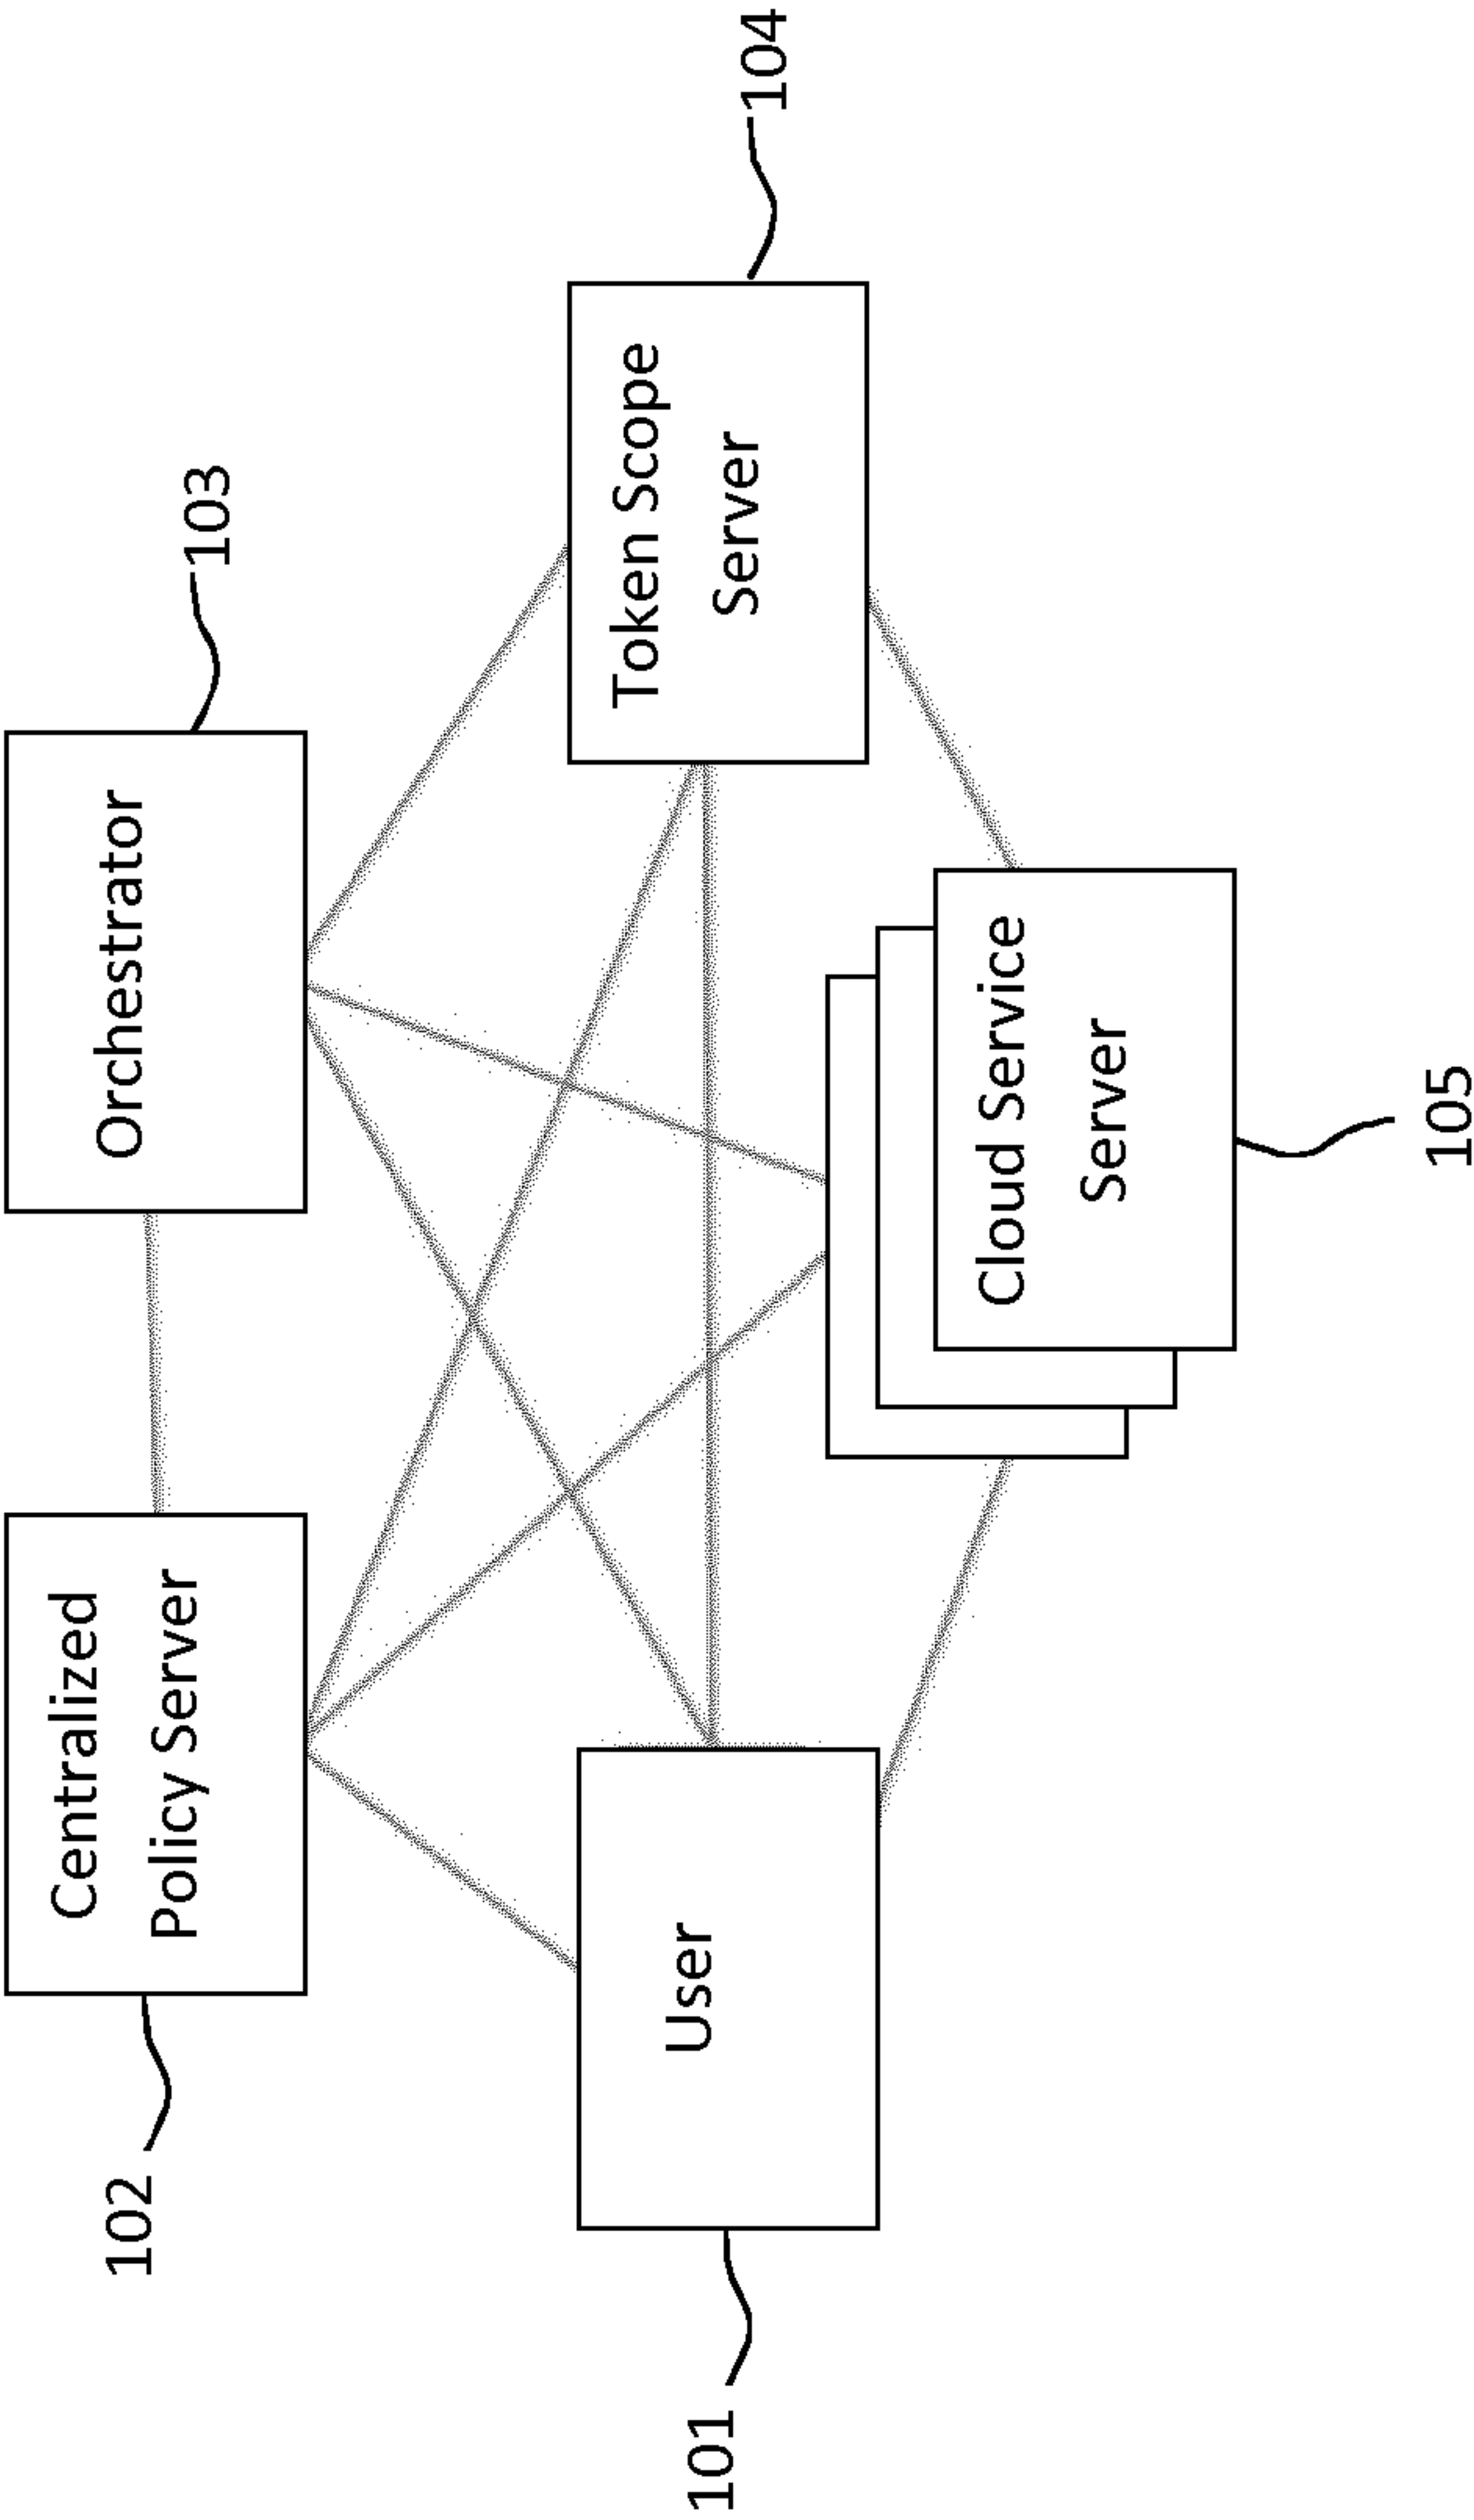 102
Centralized
Policy Server
Orchestrator
103
101
User
Token Scope
Server
104
Cloud Service
Server
105